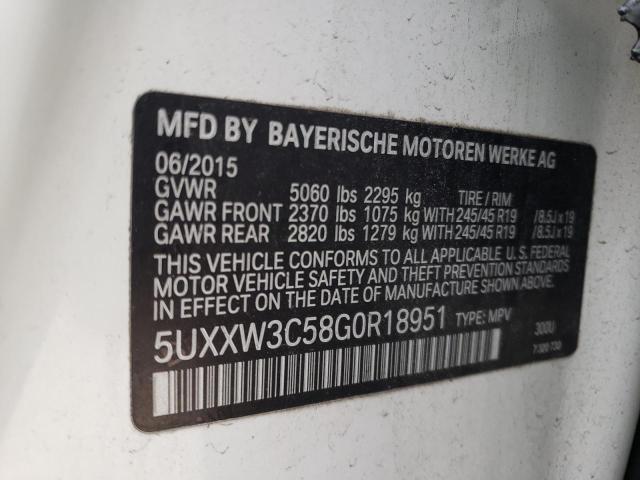 MFD BY BAYERISCHE MOTOREN WERKE AG
06/2015
GVWR 5060 lbs 2295 kg TIRE / RIM
GAWR FRONT 2370 lbs 1075 kg WITH 245/45 R19 /8.5J x 19
GAWR REAR 2820 lbs 1279 kg WITH 245/45 R19 /8.5J x 19
THIS VEHICLE CONFORMS TO ALL APPLICABLE U.S. FEDERAL
MOTOR VEHICLE SAFETY AND THEFT PREVENTION STANDARDS
IN EFFECT ON THE DATE OF MANUFACTURE SHOWN ABOVE.
5UXXW3C58G0R18951 TYPE: MPV 300U